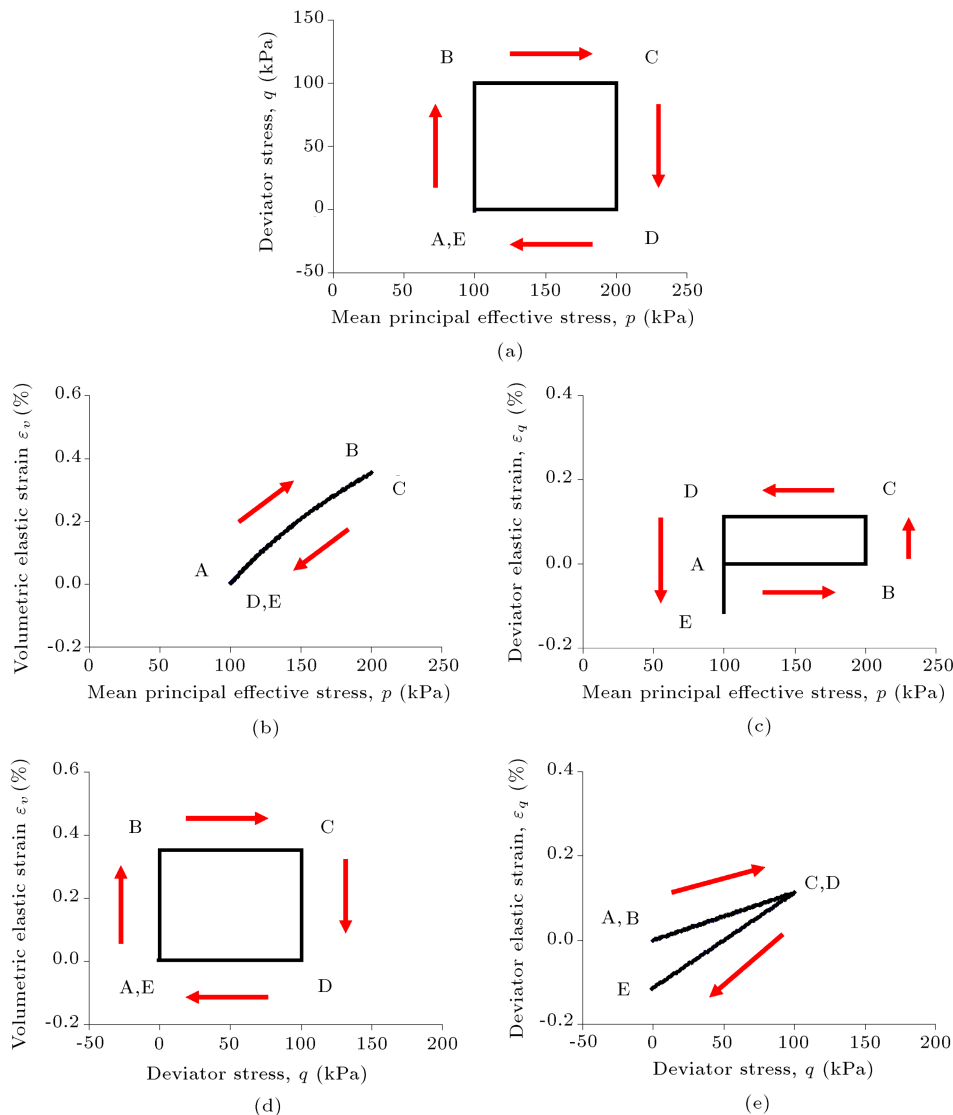 150
B
C
100
Deviator stress, q (kPa)
50
0
A,E
D
-50
0 50 100 150 200 250
Mean principal effective stress, p (kPa)
(a)
0.6
B
0.4
C
Volumetric elastic strain εv (%)
0.2
A
0.0
D,E
-0.2
0 50 100 150 200 250
Mean principal effective stress, p (kPa)
(b)
0.4
Deviator elastic strain, εq (%)
0.2
D
C
A
0.0
B
E
-0.2
0 50 100 150 200 250
Mean principal effective stress, p (kPa)
(c)
0.6
B
C
0.4
Volumetric elastic strain εv (%)
0.2
0.0
A,E
D
-0.2
-50 0 50 100 150 200
Deviator stress, q (kPa)
(d)
0.4
Deviator elastic strain, εq (%)
0.2
C,D
A,B
0.0
E
-0.2
-50 0 50 100 150 200
Deviator stress, q (kPa)
(e)